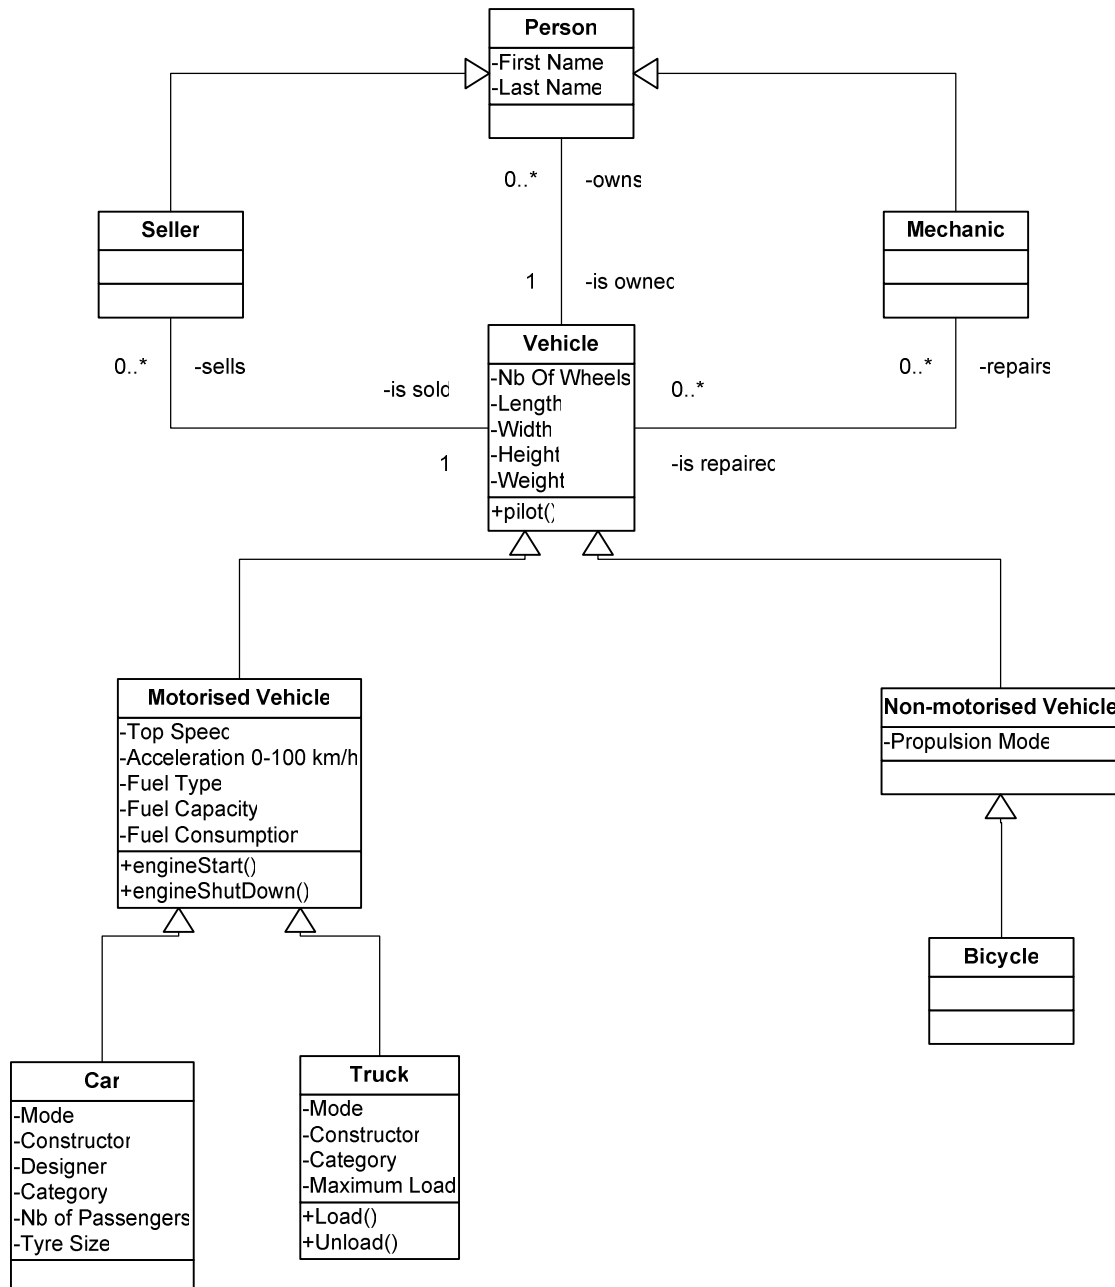 Person
-First Name
-Last Name
0..* -owns
Seller
Mechanic
1 -is owned
Vehicle
-Nb Of Wheels
-Length
-Width
-Height
-Weight
+pilot()
0..* -sells
-is sold
1
0..*
-is repaired
0..* -repairs
Motorised Vehicle
-Top Speed
-Acceleration 0-100 km/h
-Fuel Type
-Fuel Capacity
-Fuel Consumption
+engineStart()
+engineShutDown()
Non-motorised Vehicle
-Propulsion Mode
Bicycle
Car
-Mode
-Constructor
-Designer
-Category
-Nb of Passengers
-Tyre Size
Truck
-Mode
-Constructor
-Category
-Maximum Load
+Load()
+Unload()